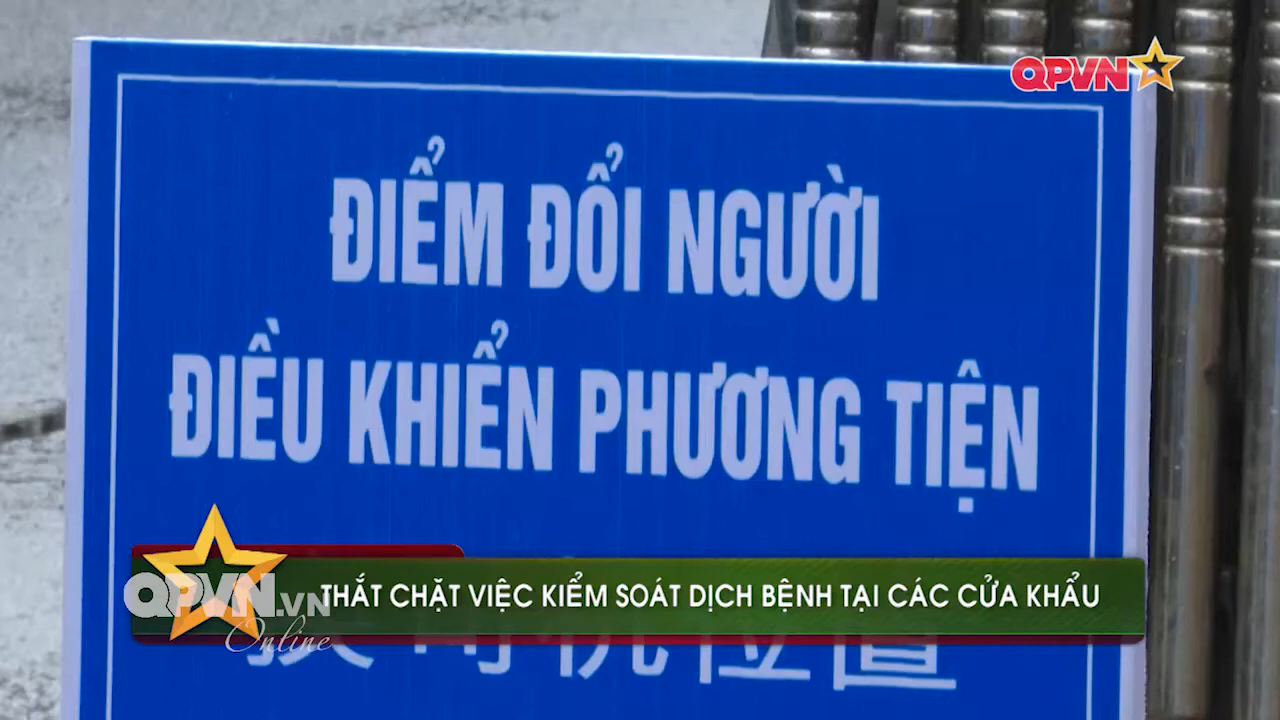 QPVN
ĐIỂM ĐỔI NGƯỜI
ĐIỀU KHIỂN PHƯƠNG TIỆN
THẮT CHẶT VIỆC KIỂM SOÁT DỊCH BỆNH TẠI CÁC CỬA KHẨU
QPVN.VN
Online